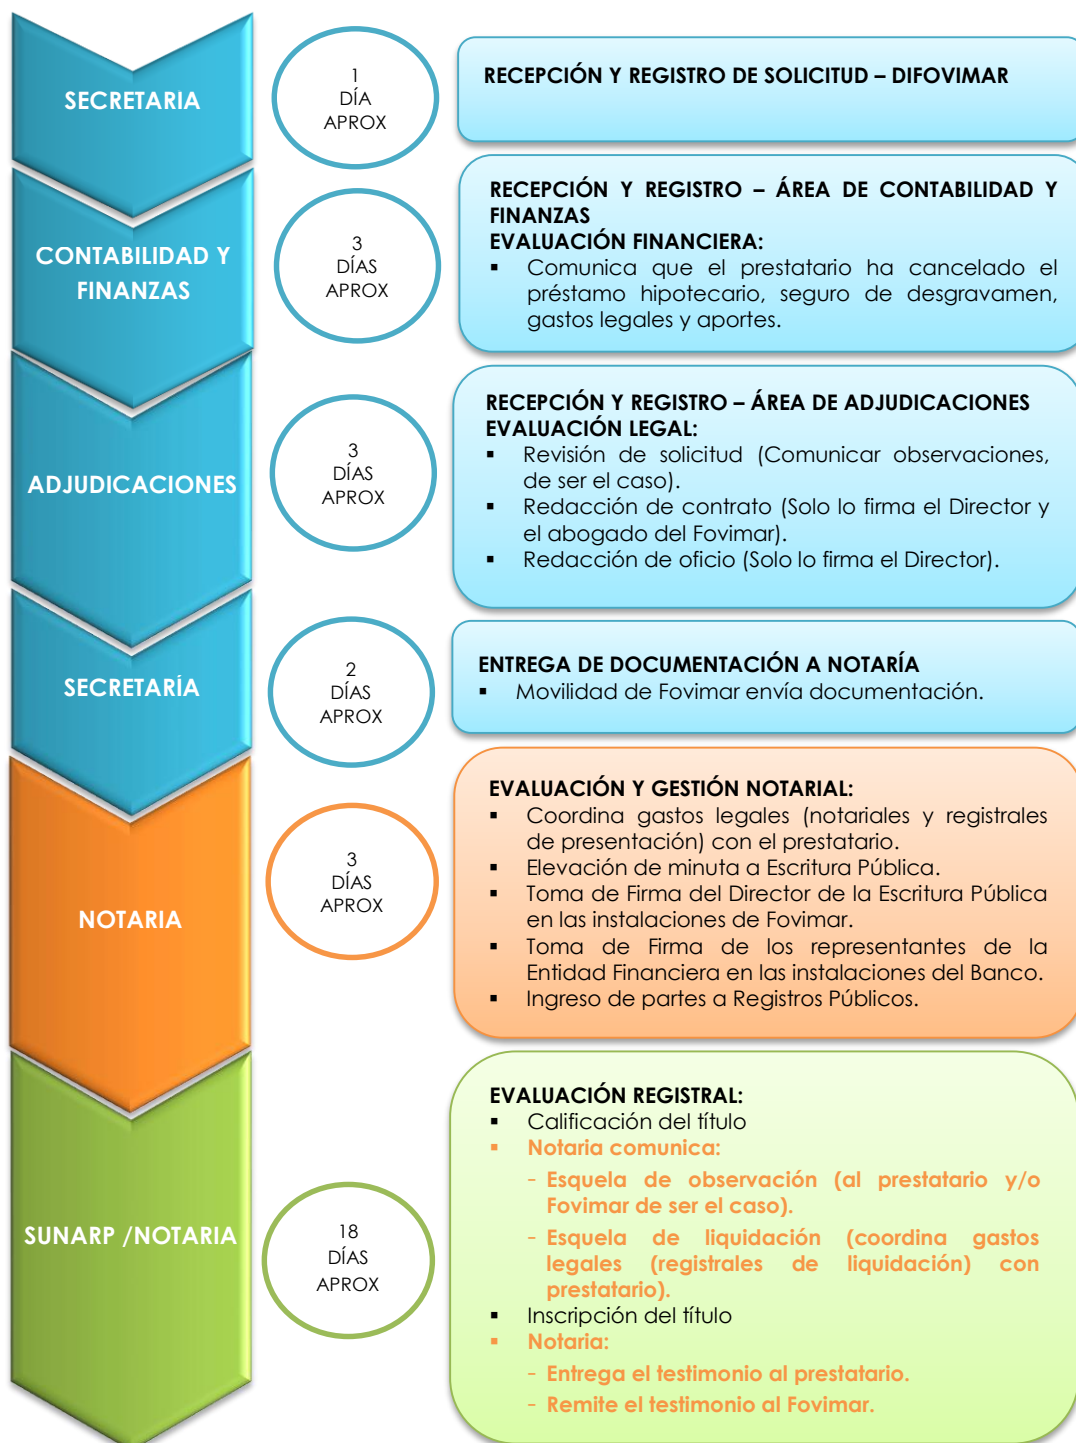 SECRETARIA
1
DÍA
APROX
RECEPCIÓN Y REGISTRO DE SOLICITUD – DIFOVIMAR
CONTABILIDAD Y
FINANZAS
3
DÍAS
APROX
RECEPCIÓN Y REGISTRO – ÁREA DE CONTABILIDAD Y
FINANZAS
EVALUACIÓN FINANCIERA:
▪ Comunica que el prestatario ha cancelado el
préstamo hipotecario, seguro de desgravamen,
gastos legales y aportes.
ADJUDICACIONES
3
DÍAS
APROX
RECEPCIÓN Y REGISTRO – ÁREA DE ADJUDICACIONES
EVALUACIÓN LEGAL:
▪ Revisión de solicitud (Comunicar observaciones,
de ser el caso).
▪ Redacción de contrato (Solo lo firma el Director y
el abogado del Fovimar).
▪ Redacción de oficio (Solo lo firma el Director).
SECRETARÍA
2
DÍAS
APROX
ENTREGA DE DOCUMENTACIÓN A NOTARÍA
▪ Movilidad de Fovimar envía documentación.
NOTARIA
3
DÍAS
APROX
EVALUACIÓN Y GESTIÓN NOTARIAL:
▪ Coordina gastos legales (notariales y registrales
de presentación) con el prestatario.
▪ Elevación de minuta a Escritura Pública.
▪ Toma de Firma del Director de la Escritura Pública
en las instalaciones de Fovimar.
▪ Toma de Firma de los representantes de la
Entidad Financiera en las instalaciones del Banco.
▪ Ingreso de partes a Registros Públicos.
SUNARP /NOTARIA
18
DÍAS
APROX
EVALUACIÓN REGISTRAL:
▪ Calificación del título
▪ Notaria comunica:
- Esquela de observación (al prestatario y/o
Fovimar de ser el caso).
- Esquela de liquidación (coordina gastos
legales (registrales de liquidación) con
prestatario).
▪ Inscripción del título
▪ Notaria:
- Entrega el testimonio al prestatario.
- Remite el testimonio al Fovimar.